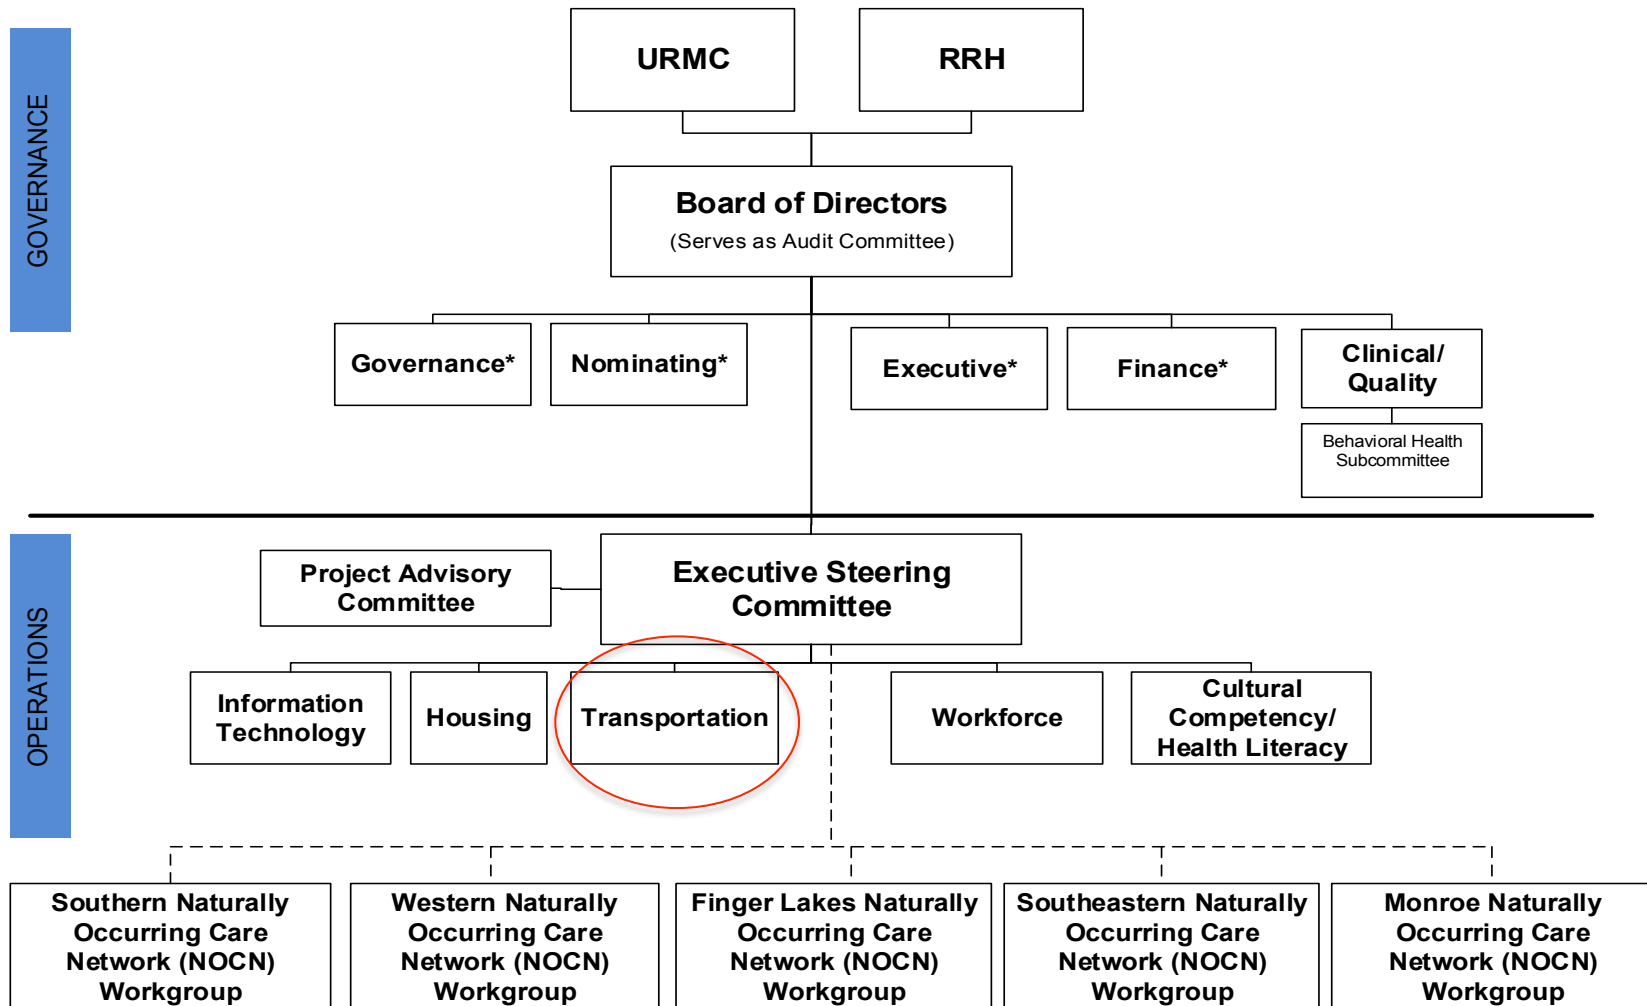 GOVERNANCE
URMC
RRH
Board of Directors
(Serves as Audit Committee)
Governance*
Nominating*
Executive*
Finance*
Clinical/
Quality
Behavioral Health
Subcommittee
OPERATIONS
Project Advisory
Committee
Executive Steering
Committee
Information
Technology
Housing
Transportation
Workforce
Cultural
Competency/
Health Literacy
Southern Naturally
Occurring Care
Network (NOCN)
Workgroup
Western Naturally
Occurring Care
Network (NOCN)
Workgroup
Finger Lakes Naturally
Occurring Care
Network (NOCN)
Workgroup
Southeastern Naturally
Occurring Care
Network (NOCN)
Workgroup
Monroe Naturally
Occurring Care
Network (NOCN)
Workgroup